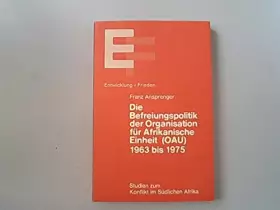 Entwicklung + Frieden
Franz Ansprenger
Die
Befreiungspolitik
der Organisation
für Afrikanische
Einheit (OAU)
1963 bis 1975
Studien zum
Konflikt im Südlichen Afrika